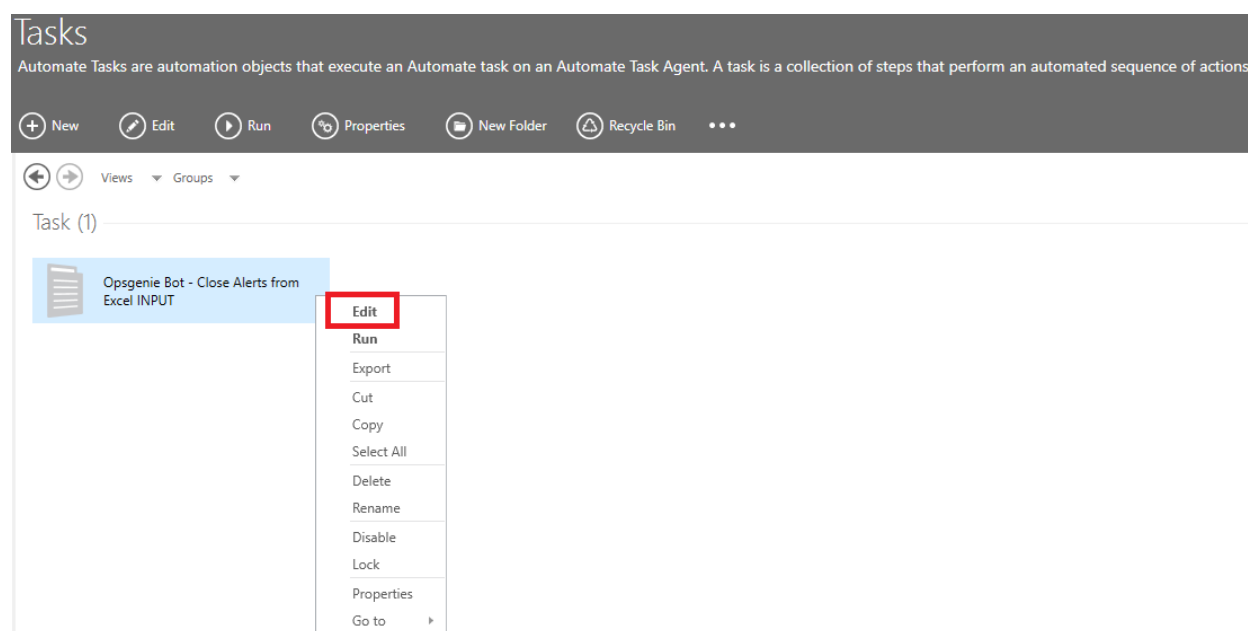 Tasks
Automate Tasks are automation objects that execute an Automate task on an Automate Task Agent. A task is a collection of steps that perform an automated sequence of actions
New Edit Run Properties New Folder Recycle Bin
Views Groups
Task (1)
Opsgenie Bot - Close Alerts from
Excel INPUT
Edit
Run
Export
Cut
Copy
Select All
Delete
Rename
Disable
Lock
Properties
Go to